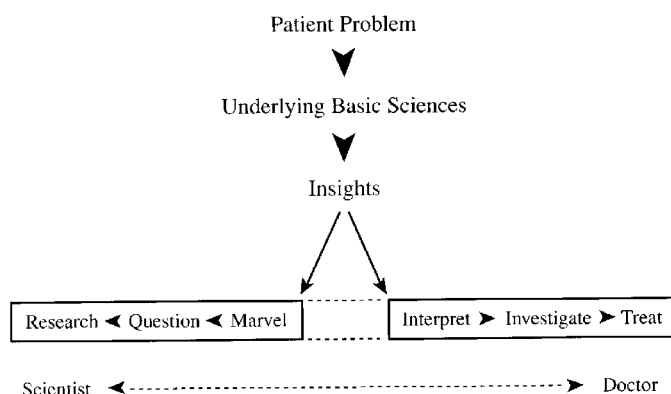 Patient Problem
Underlying Basic Sciences
Insights
Research Question Marvel
Interpret Investigate Treat
Scientist Doctor